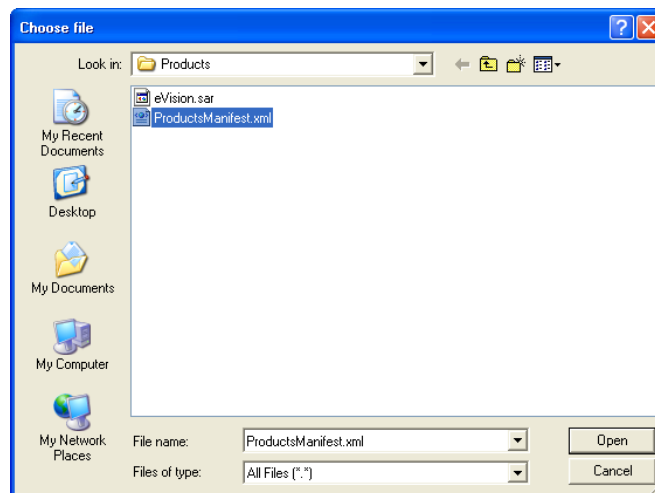 Choose file
Look in:
Products
eVision.sar
ProductsManifest.xml
My Recent
Documents
Desktop
My Documents
My Computer
My Network
Places
File name:
ProductsManifest.xml
Open
Files of type:
All Files (*.*)
Cancel